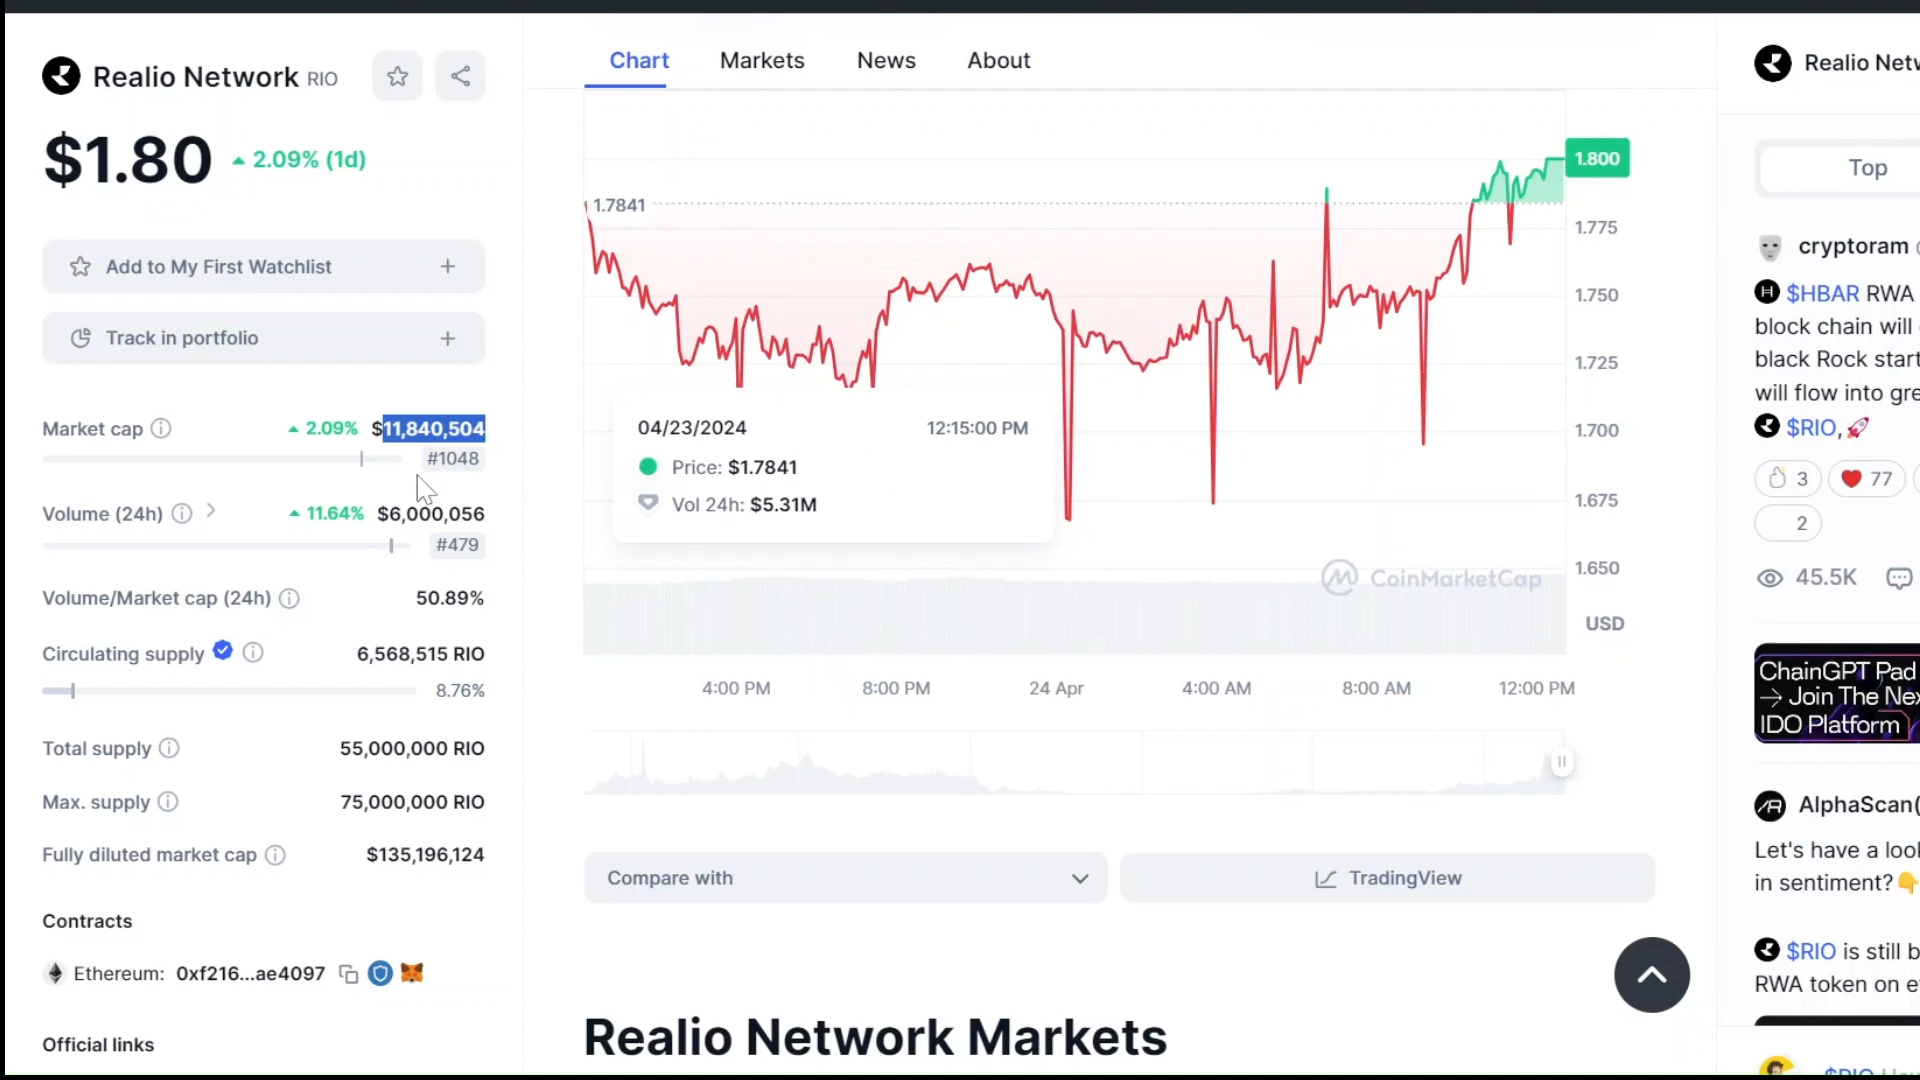 Realio Network RIO
$1.80 2.09% (1d)
Add to My First Watchlist
Track in portfolio
Market cap 2.09% $11,840,504
#1048
Volume (24h) 11.64% $6,000,056
#479
Volume/Market cap (24h) 50.89%
Circulating supply 6,568,515 RIO
8.76%
Total supply 55,000,000 RIO
Max. supply 75,000,000 RIO
Fully diluted market cap $135,196,124
Contracts
Ethereum: 0xf216...ae4097
Official links
Chart Markets News About
1.800
1.7841
1.775
1.750
1.725
1.700
1.675
1.650
USD
04/23/2024 12:15:00 PM
Price: $1.7841
Vol 24h: $5.31M
CoinMarketCap
4:00 PM 8:00 PM 24 Apr 4:00 AM 8:00 AM 12:00 PM
Compare with
TradingView
Realio Network Markets
Realio Netw
Top
cryptoram
$HBAR RWA
block chain will
black Rock start
will flow into gre
$RIO,
3 77
2
45.5K
ChainGPT Pad
→ Join The Nex
IDO Platform
AlphaScan(
Let's have a look
in sentiment?
$RIO is still b
RWA token on e